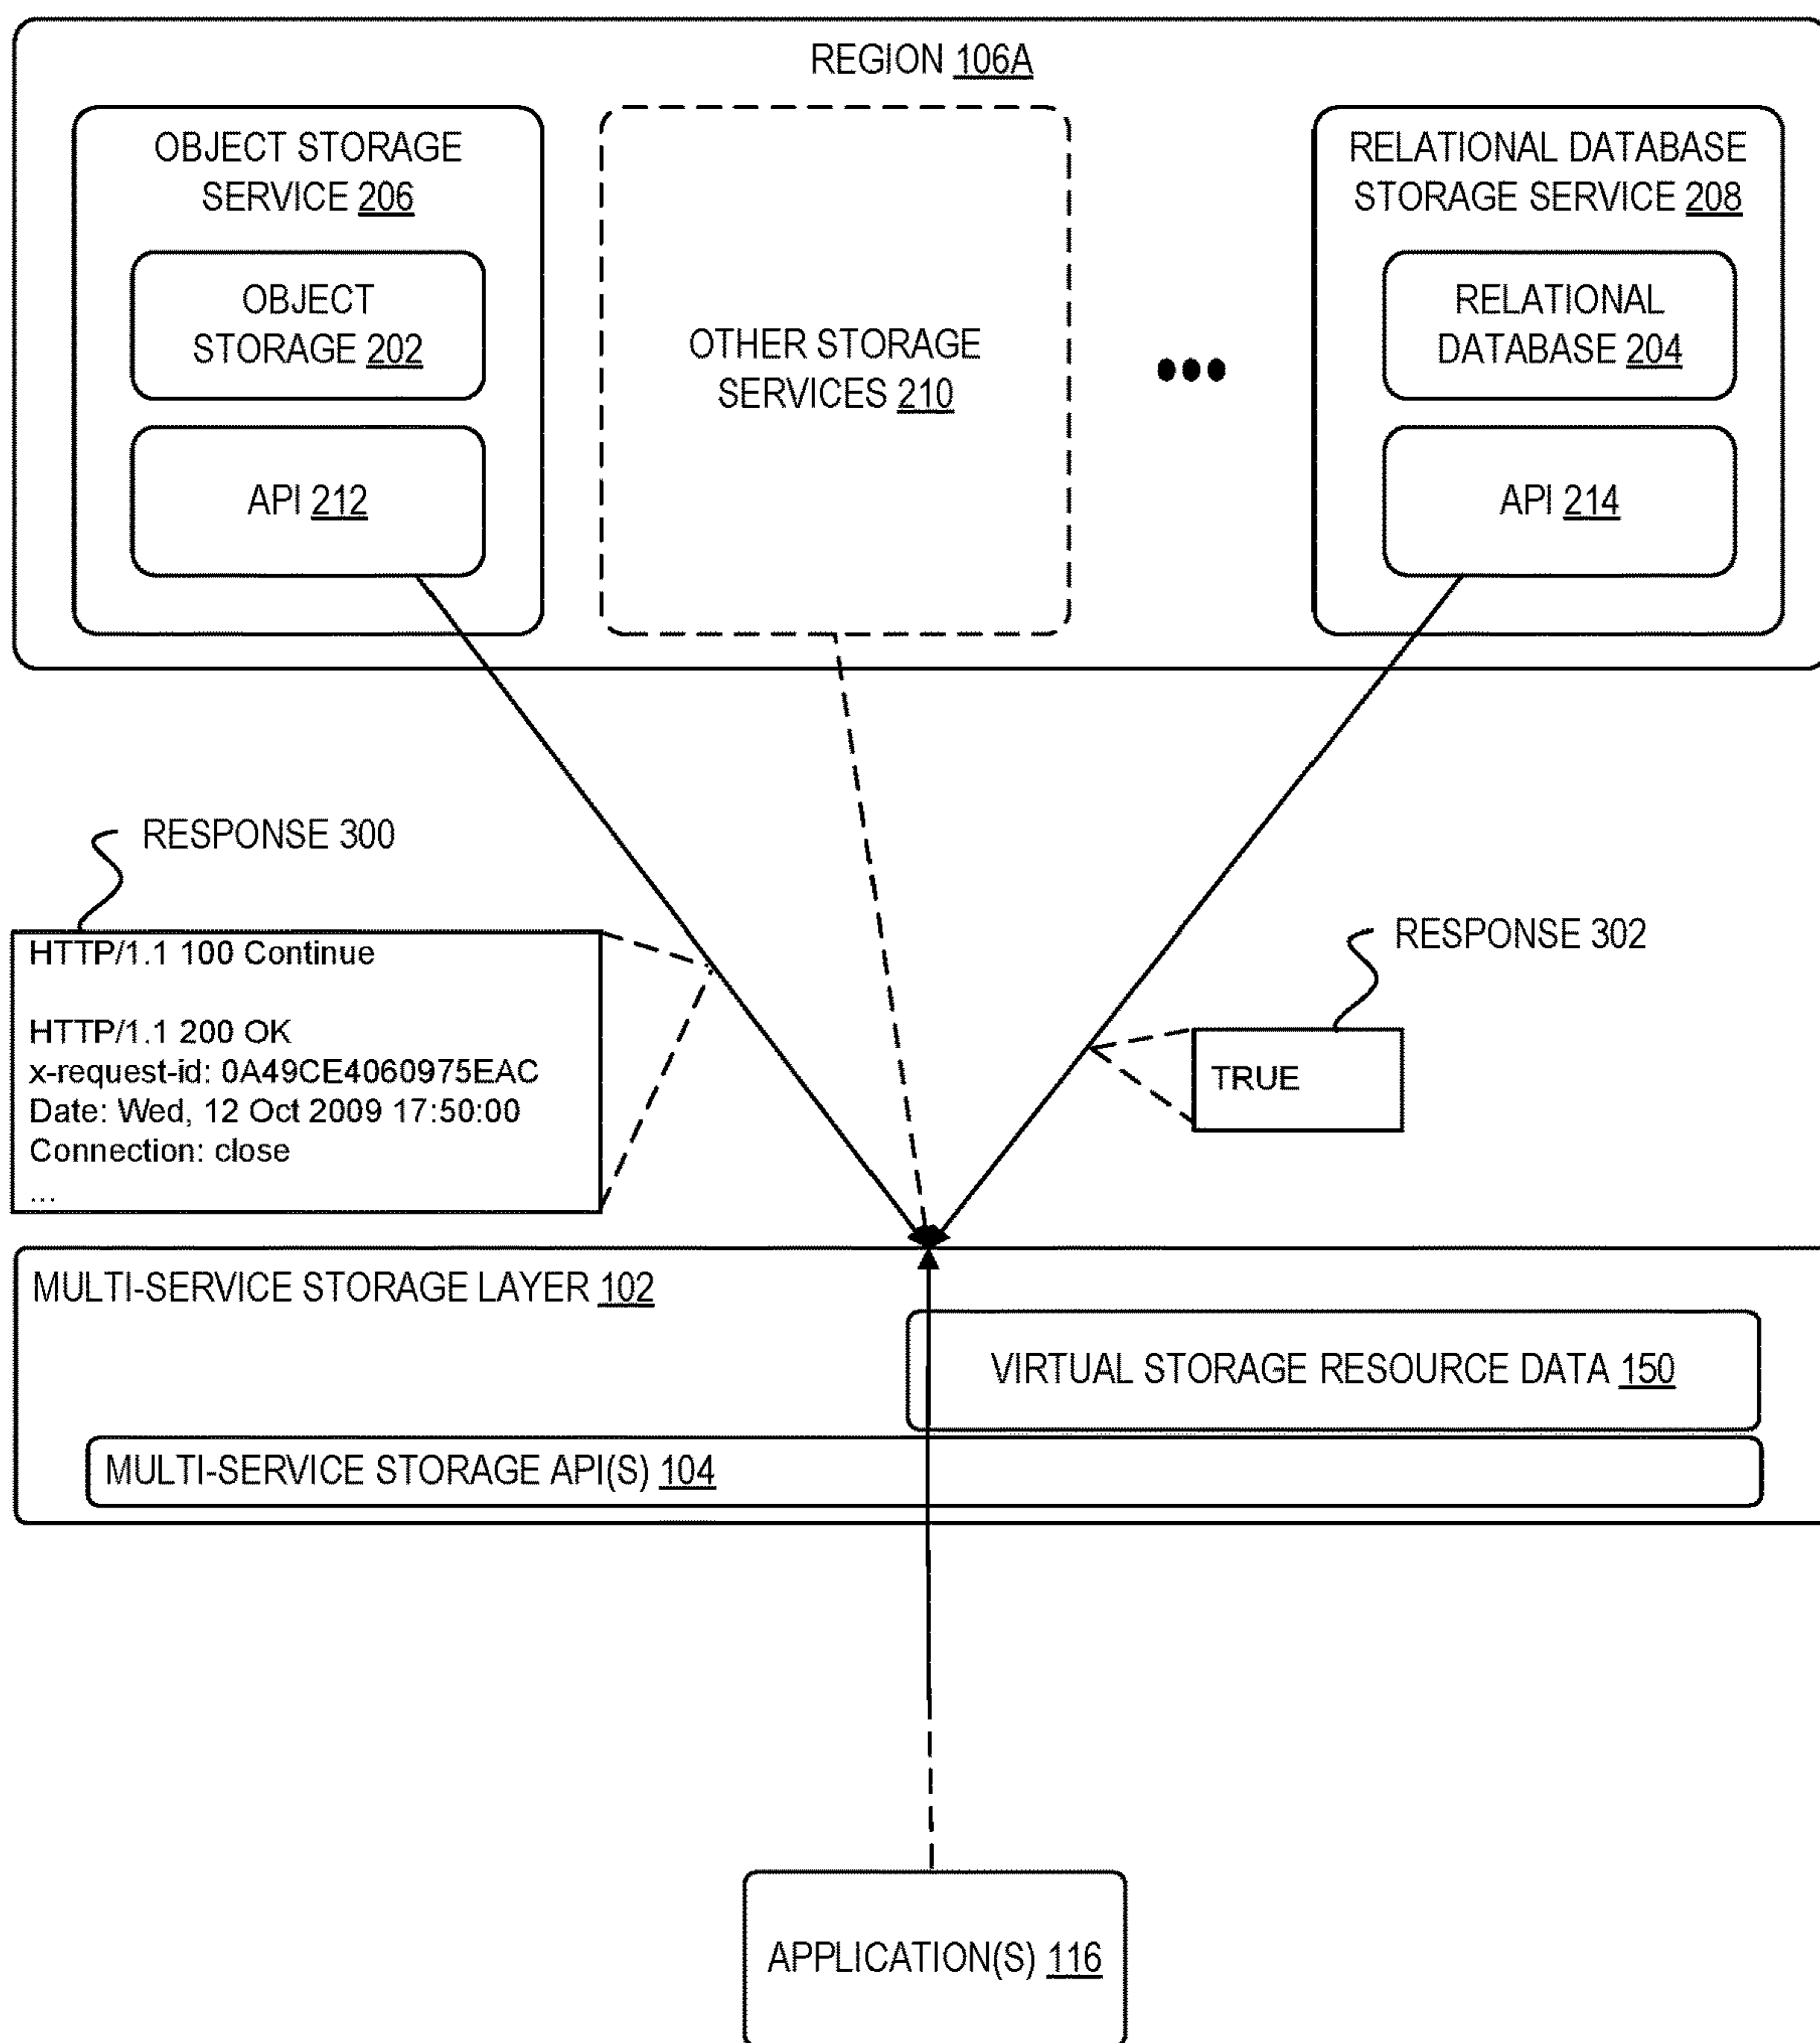 REGION 106A
OBJECT STORAGE
SERVICE 206
OBJECT
STORAGE 202
API 212
OTHER STORAGE
SERVICES 210
RELATIONAL DATABASE
STORAGE SERVICE 208
RELATIONAL
DATABASE 204
API 214
RESPONSE 300
HTTP/1.1 100 Continue
HTTP/1.1 200 OK
x-request-id: 0A49CE4060975EAC
Date: Wed, 12 Oct 2009 17:50:00
Connection: close
...
RESPONSE 302
TRUE
MULTI-SERVICE STORAGE LAYER 102
VIRTUAL STORAGE RESOURCE DATA 150
MULTI-SERVICE STORAGE API(S) 104
APPLICATION(S) 116